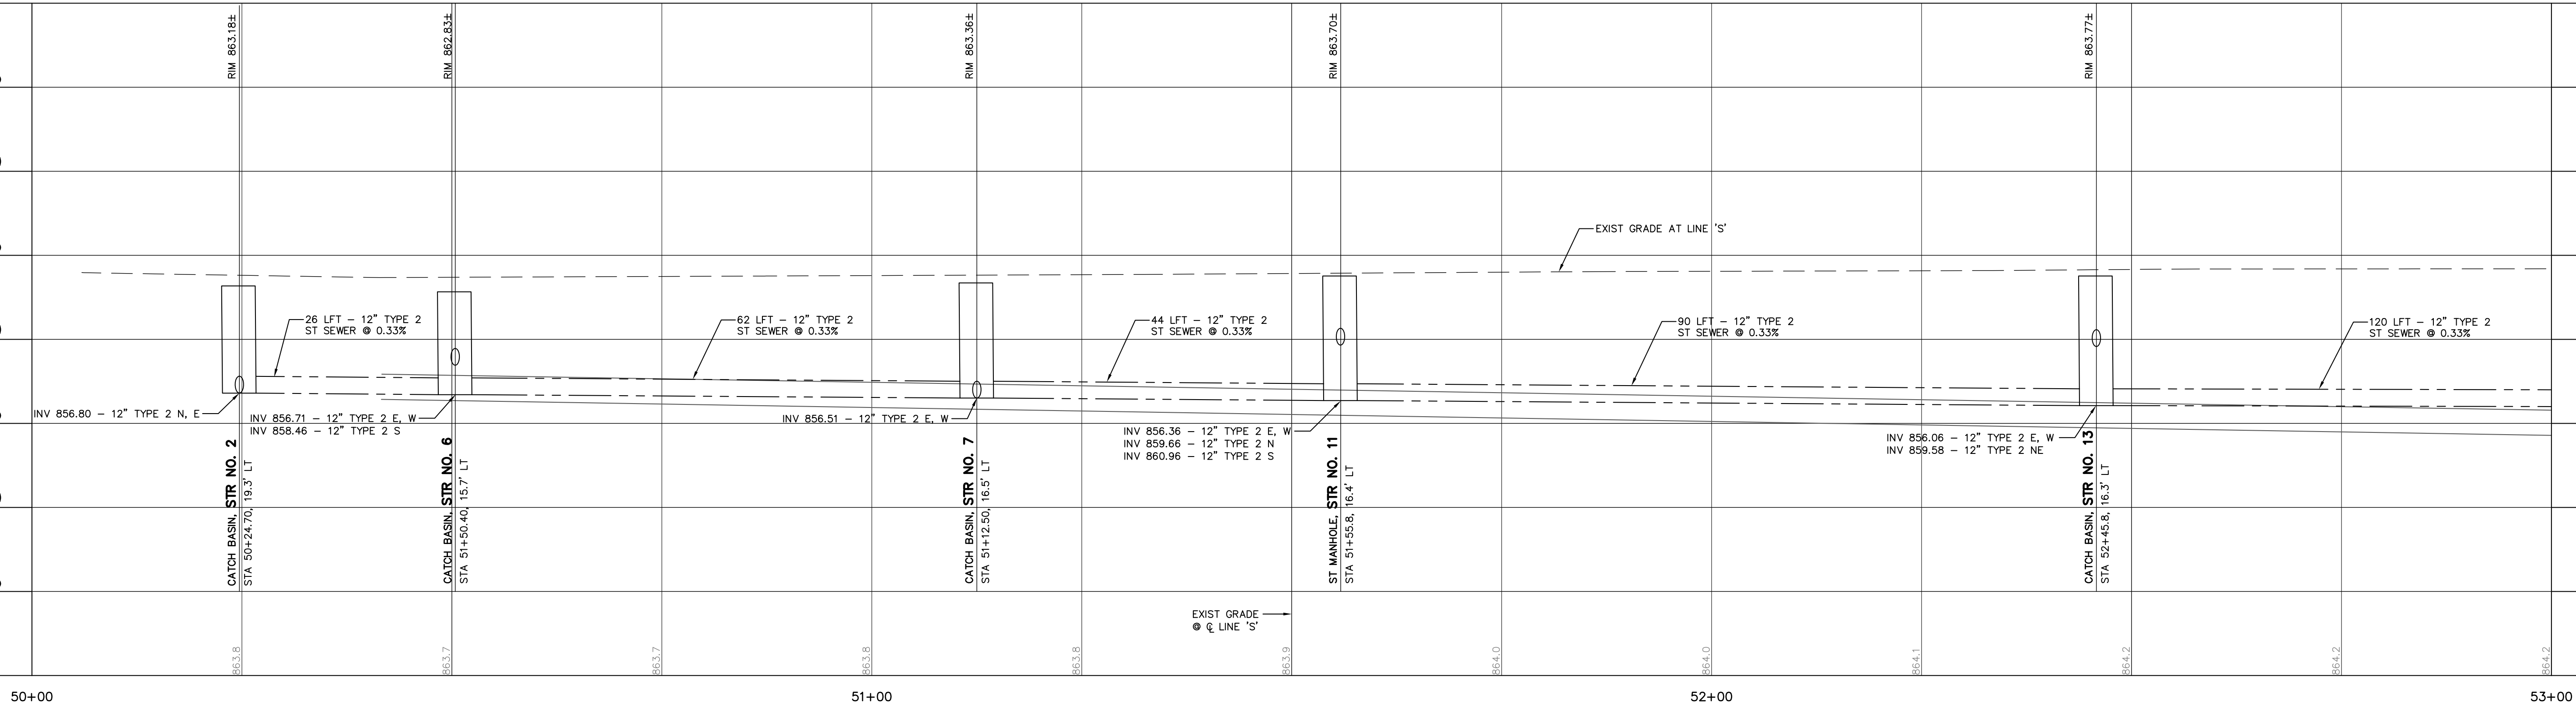 RIM 863.18±
RIM 862.83±
RIM 863.36±
RIM 863.70±
RIM 863.77±
EXIST GRADE AT LINE 'S'
26 LFT – 12" TYPE 2
ST SEWER @ 0.33%
62 LFT – 12" TYPE 2
ST SEWER @ 0.33%
44 LFT – 12" TYPE 2
ST SEWER @ 0.33%
90 LFT – 12" TYPE 2
ST SEWER @ 0.33%
120 LFT – 12" TYPE 2
ST SEWER @ 0.33%
INV 856.80 – 12" TYPE 2 N, E
INV 856.71 – 12" TYPE 2 E, W
INV 858.46 – 12" TYPE 2 S
INV 856.51 – 12" TYPE 2 E, W
INV 856.36 – 12" TYPE 2 E, W
INV 859.66 – 12" TYPE 2 N
INV 860.96 – 12" TYPE 2 S
INV 856.06 – 12" TYPE 2 E, W
INV 859.58 – 12" TYPE 2 NE
CATCH BASIN, STR NO. 2
STA 50+24.70, 19.3' LT
CATCH BASIN, STR NO. 6
STA 51+50.40, 15.7' LT
CATCH BASIN, STR NO. 7
STA 51+12.50, 16.5' LT
ST MANHOLE, STR NO. 11
STA 51+55.8, 16.4' LT
CATCH BASIN, STR NO. 13
STA 52+45.8, 16.3' LT
EXIST GRADE
@ ℄ LINE 'S'
863.8
863.7
863.7
863.8
863.8
863.9
864.0
864.0
864.1
864.2
864.2
864.2
50+00
51+00
52+00
53+00